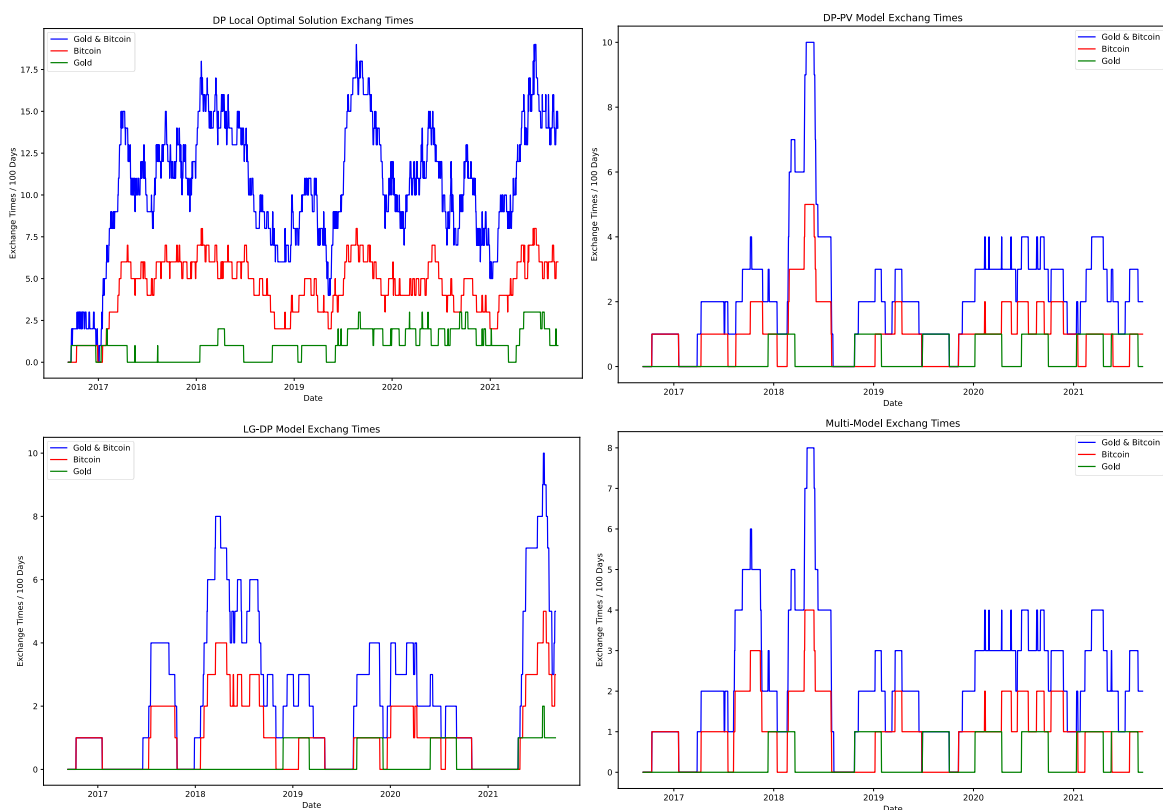 DP Local Optimal Solution Exchang Times
Gold & Bitcoin
Bitcoin
Gold
17.5
15.0
12.5
10.0
7.5
5.0
2.5
0.0
Exchange Times / 100 Days
2017
2018
2019
2020
2021
Date
DP-PV Model Exchang Times
Gold & Bitcoin
Bitcoin
Gold
10
8
6
4
2
0
Exchange Times / 100 Days
2017
2018
2019
2020
2021
Date
LG-DP Model Exchang Times
Gold & Bitcoin
Bitcoin
Gold
10
8
6
4
2
0
Exchange Times / 100 Days
2017
2018
2019
2020
2021
Date
Multi-Model Exchang Times
Gold & Bitcoin
Bitcoin
Gold
8
7
6
5
4
3
2
1
0
Exchange Times / 100 Days
2017
2018
2019
2020
2021
Date